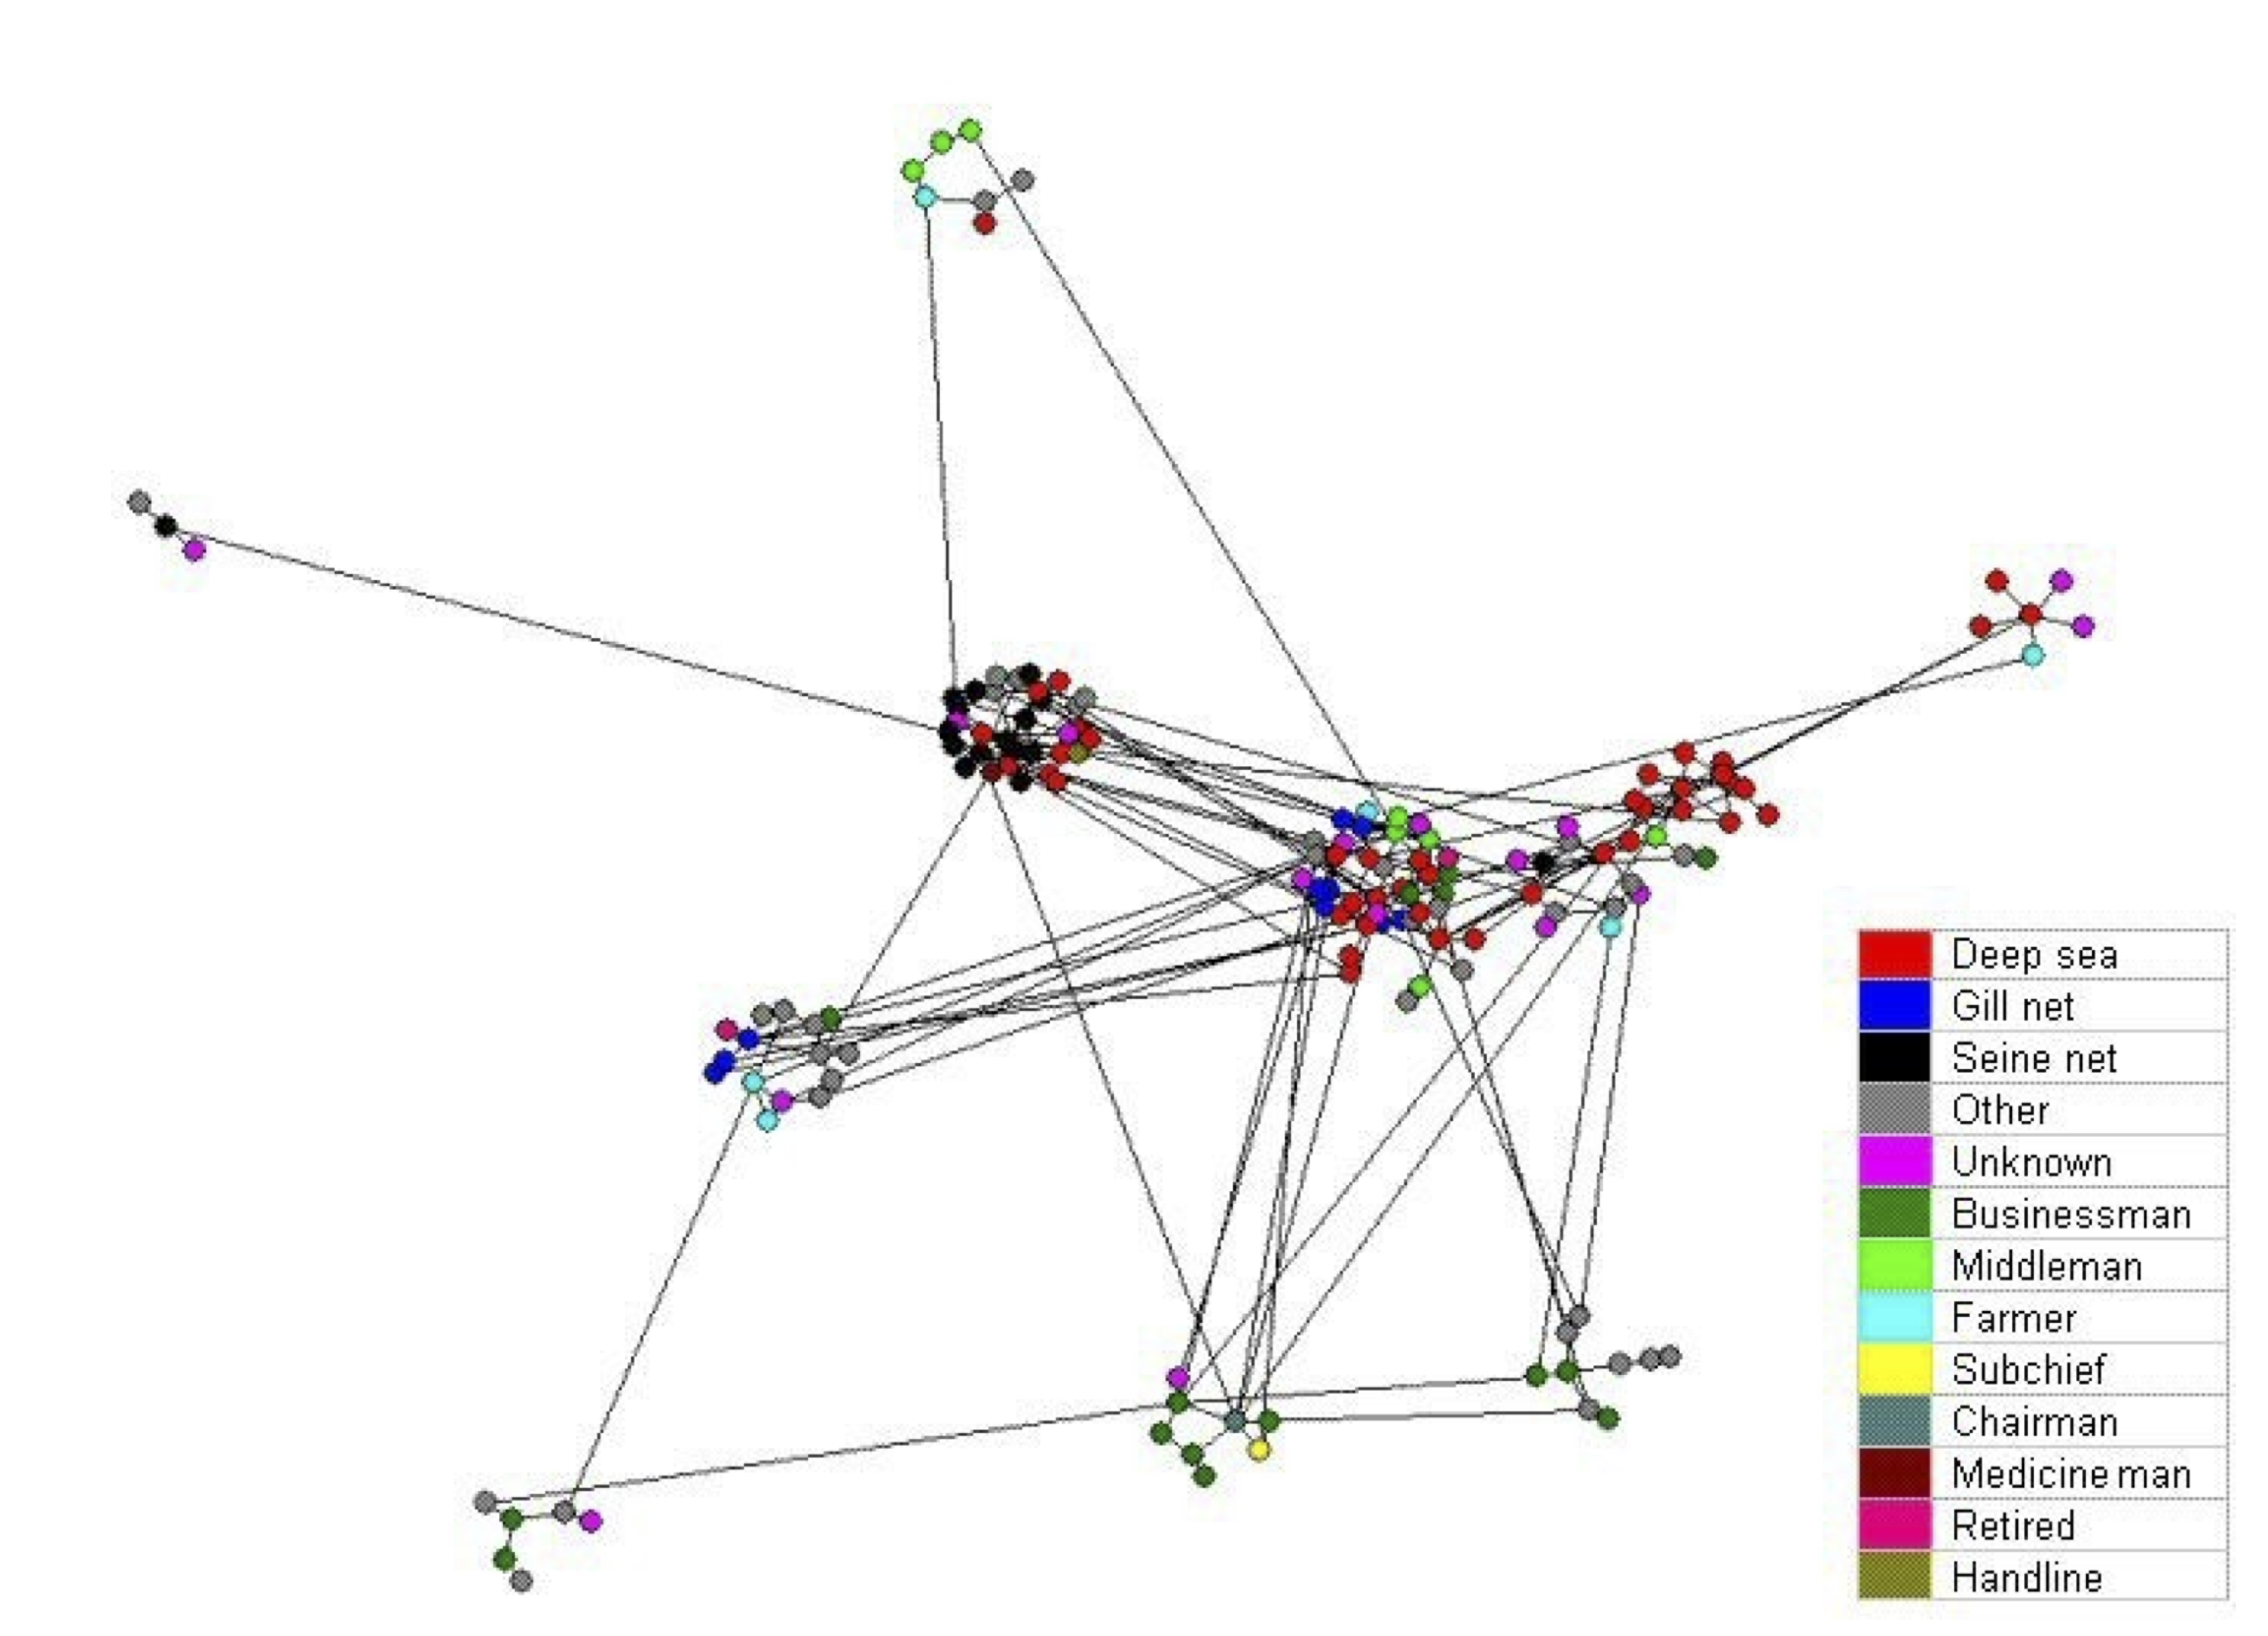 Deep sea
Gill net
Seine net
Other
Unknown
Businessman
Middleman
Farmer
Subchief
Chairman
Medicine man
Retired
Handline